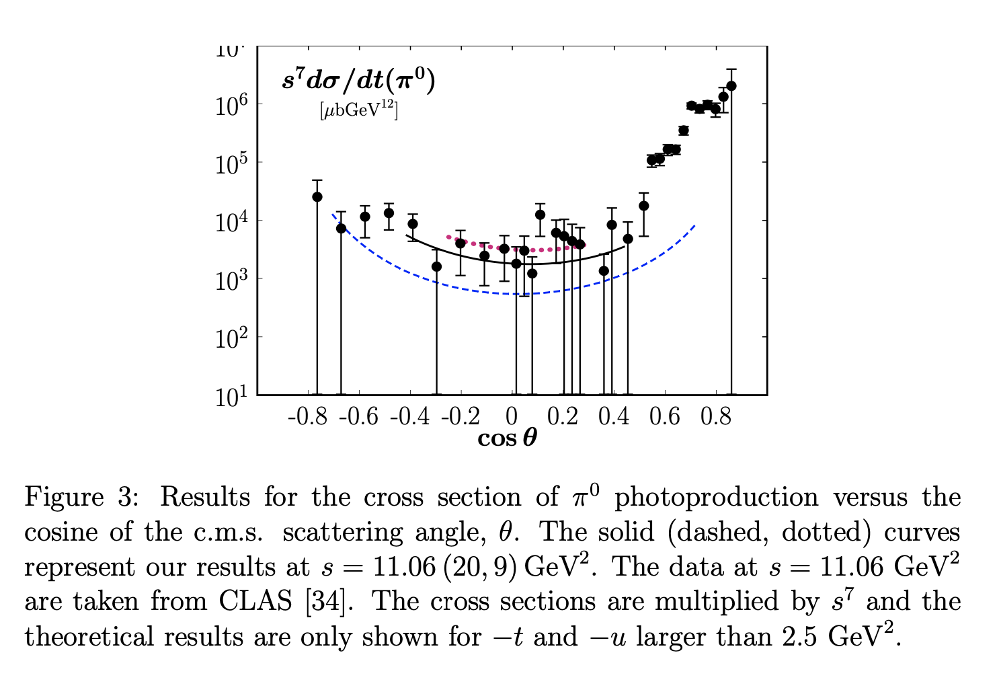 10⁷
s⁷dσ/dt(π⁰)
[μbGeV¹²]
10⁶
10⁵
10⁴
10³
10²
10¹
-0.8 -0.6 -0.4 -0.2 0 0.2 0.4 0.6 0.8
cos θ
Figure 3: Results for the cross section of π⁰ photoproduction versus the
cosine of the c.m.s. scattering angle, θ. The solid (dashed, dotted) curves
represent our results at s = 11.06 (20, 9) GeV². The data at s = 11.06 GeV²
are taken from CLAS [34]. The cross sections are multiplied by s⁷ and the
theoretical results are only shown for −t and −u larger than 2.5 GeV².